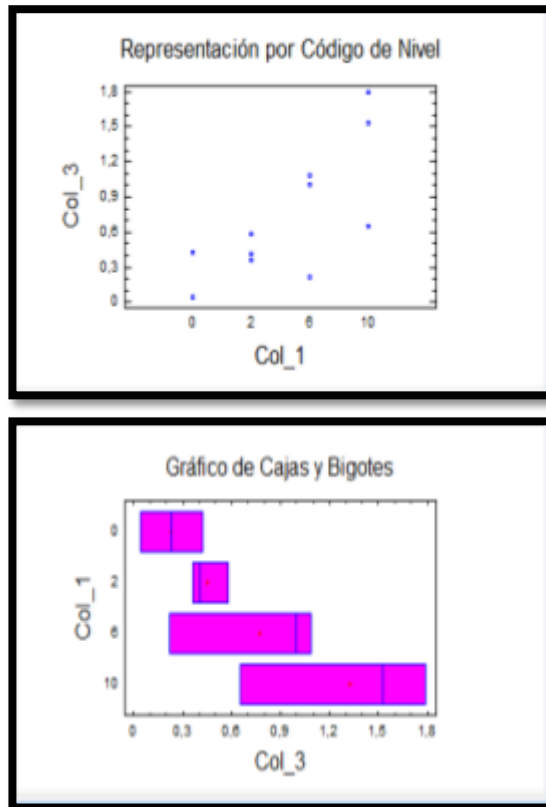 Representación por Código de Nivel
1,8
1,5
1,2
0,9
0,6
0,3
0
Col_3
0 2 6 10
Col_1
Gráfico de Cajas y Bigotes
0
2
6
10
Col_1
0 0,3 0,6 0,9 1,2 1,5 1,8
Col_3